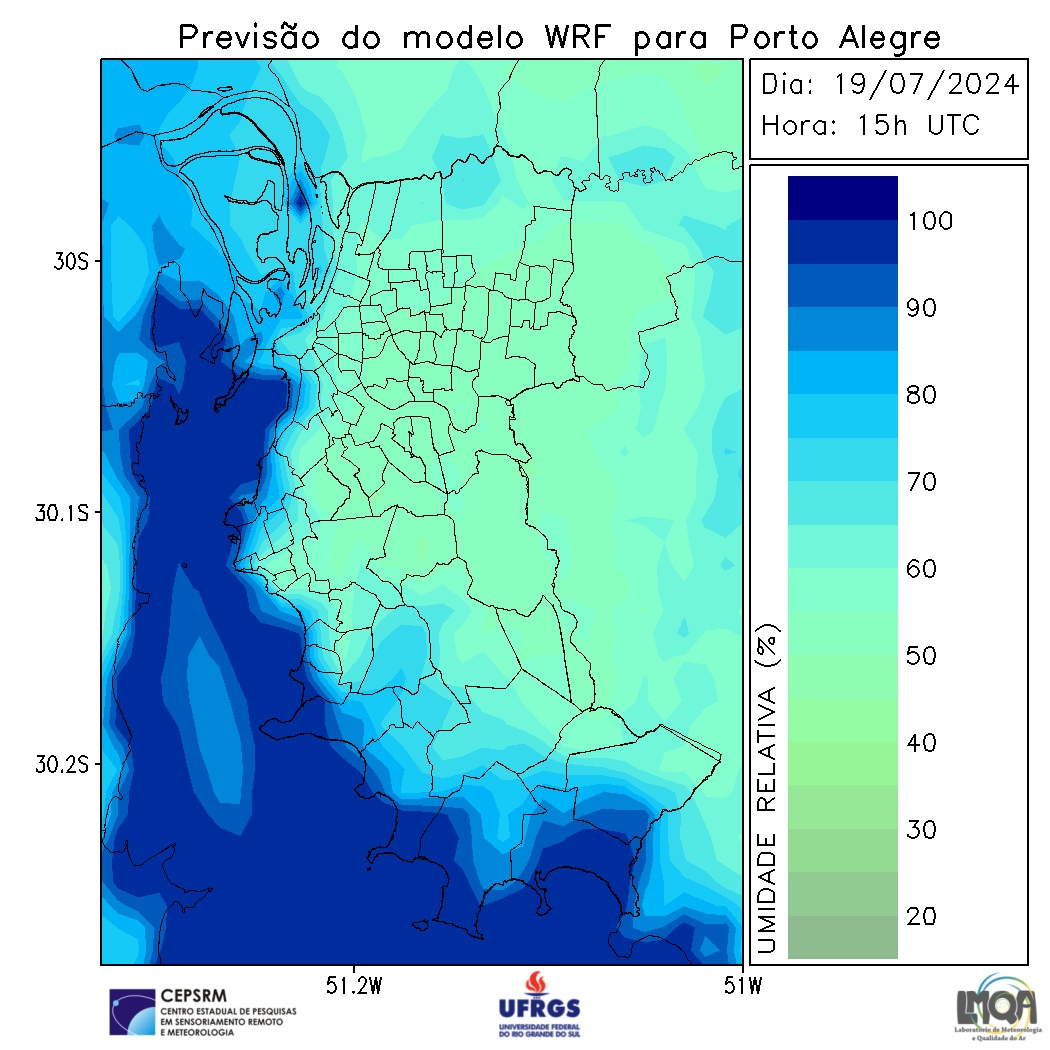 Previsão do modelo WRF para Porto Alegre
Dia: 19/07/2024
Hora: 15h UTC
30S
30.1S
30.2S
51.2W
51W
UMIDADE RELATIVA (%)
100
90
80
70
60
50
40
30
20
CEPSRM
CENTRO ESTADUAL DE PESQUISAS
EM SENSORIAMENTO REMOTO
E METEOROLOGIA
UFRGS
UNIVERSIDADE FEDERAL
DO RIO GRANDE DO SUL
LMQA
Laboratório de Meteorologia
e Qualidade do Ar